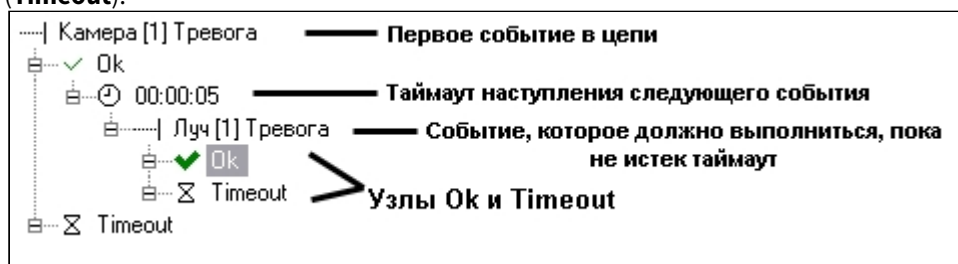 (Timeout).
Камера [1] Тревога Первое событие в цепи
Ok
00:00:05 Таймаут наступления следующего события
Луч [1] Тревога Событие, которое должно выполниться, пока
не истек таймаут
Ok
Timeout
Узлы Ok и Timeout
Timeout